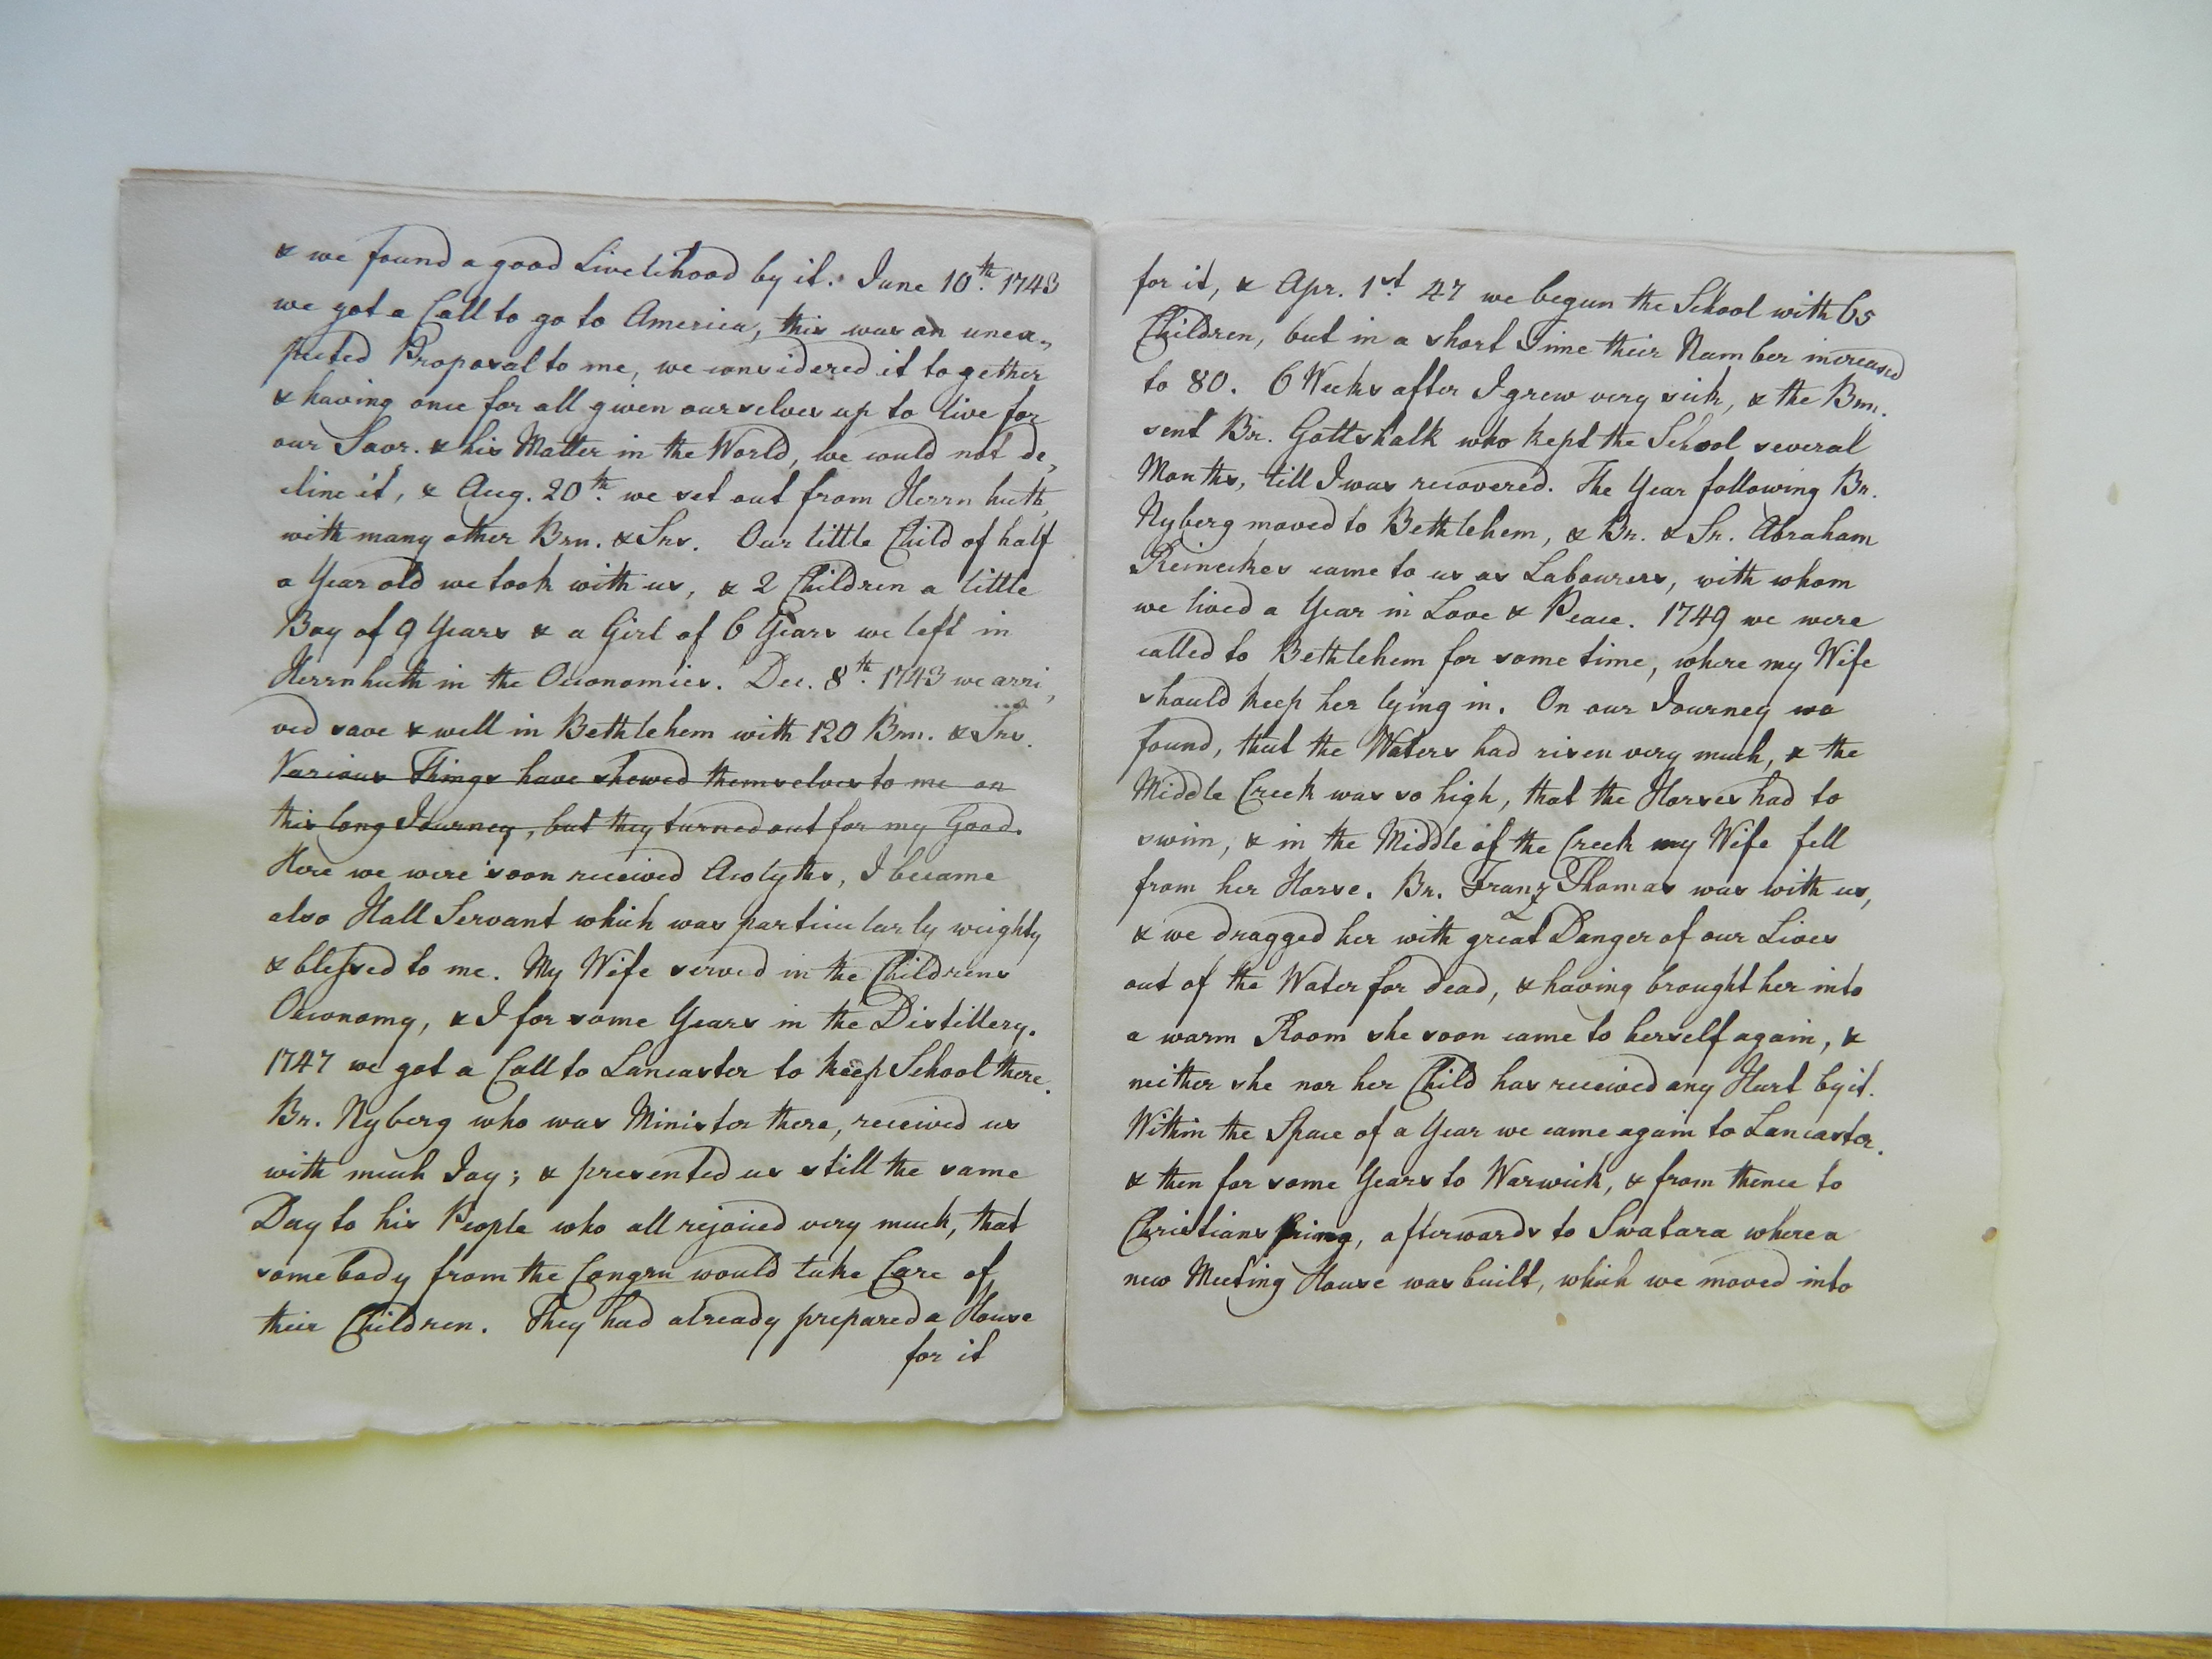 & we found a good Livelihood by it. June 10th. 1743
we got a Call to go to America, this was an unex,,
pected Proposal to me, we considered it together
& having once for all given ourselves up to live for
our Savr. & his Matter in the World, we would not de,
cline it, & Aug. 20th. we set out from Herrn huth,
with many other Brn. & Srs. Our little Child of half
a Year old we took with us, & 2 Children a little
Boy of 9 Years & a Girl of 6 Years we left in
Herrnhuth in the Oeconomies. Dec. 8th. 1743 we arri,
ved save & well in Bethlehem with 120 Brn. & Srs.
Various Things have shewed themselves to me on
this long Journey, but they turned out for my Good.
Here we were soon received Acolyths, I became
also Hall Servant which was particularly weighty
& blessed to me. My Wife served in the Childrens
Oeconomy, & I for some Years in the Distillery.
1747 we got a Call to Lancaster to keep School there.
Br. Nyberg who was Minister there, received us
with much Joy; & presented us still the same
Day to his People who all rejoiced very much, that
somebody from the Congrn would take Care of
their Children. They had already prepared a House
for it
for it, & Apr. 1st. 47 we begun the School with 65
Children, but in a short Time their Number increased
to 80. 6 Weeks after I grew very sick, & the Brn.
sent Br. Gottshalk who kept the School several
Months, till I was recovered. The Year following Br.
Nyberg moved to Bethlehem, & Br. & Sr. Abraham
Reinekes came to us as Labourers, with whom
we lived a Year in Love & Peace. 1749 we were
called to Bethlehem for some time, where my Wife
should keep her lying in. On our Journey we
found, that the Waters had risen very much, & the
Middle Creek was so high, that the Horses had to
swim, & in the Middle of the Creek my Wife fell
from her Horse. Br. Franz Thomas was with us,
& we dragged her with great Danger of our Lives
out of the Water for dead, & having brought her into
a warm Room she soon came to herself again, &
neither she nor her Child has received any Hurt by it.
Within the Space of a Year we came again to Lancaster.
& then for some Years to Warwick, & from thence to
Christianspring, afterwards to Swatara where a
new Meeting House was built, which we moved into